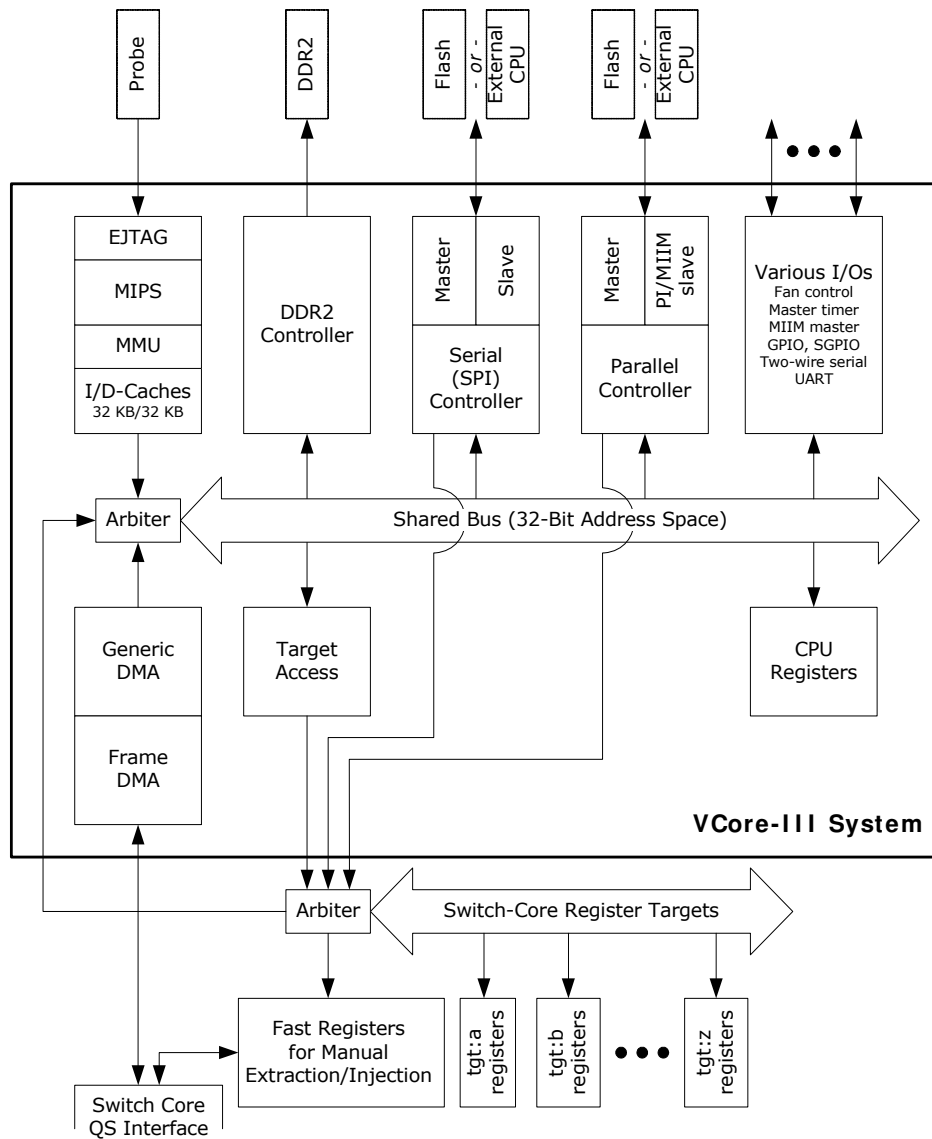 Probe
DDR2
Flash
- or -
External
CPU
Flash
- or -
External
CPU
EJTAG
MIPS
MMU
I/D-Caches
32 KB/32 KB
DDR2
Controller
Master
Slave
Serial
(SPI)
Controller
Master
PI/MIIM
slave
Parallel
Controller
Various I/Os
Fan control
Master timer
MIIM master
GPIO, SGPIO
Two-wire serial
UART
Arbiter
Shared Bus (32-Bit Address Space)
Generic
DMA
Frame
DMA
Target
Access
CPU
Registers
VCore-III System
Arbiter
Switch-Core Register Targets
Fast Registers
for Manual
Extraction/Injection
tgt:a
registers
tgt:b
registers
tgt:z
registers
Switch Core
QS Interface